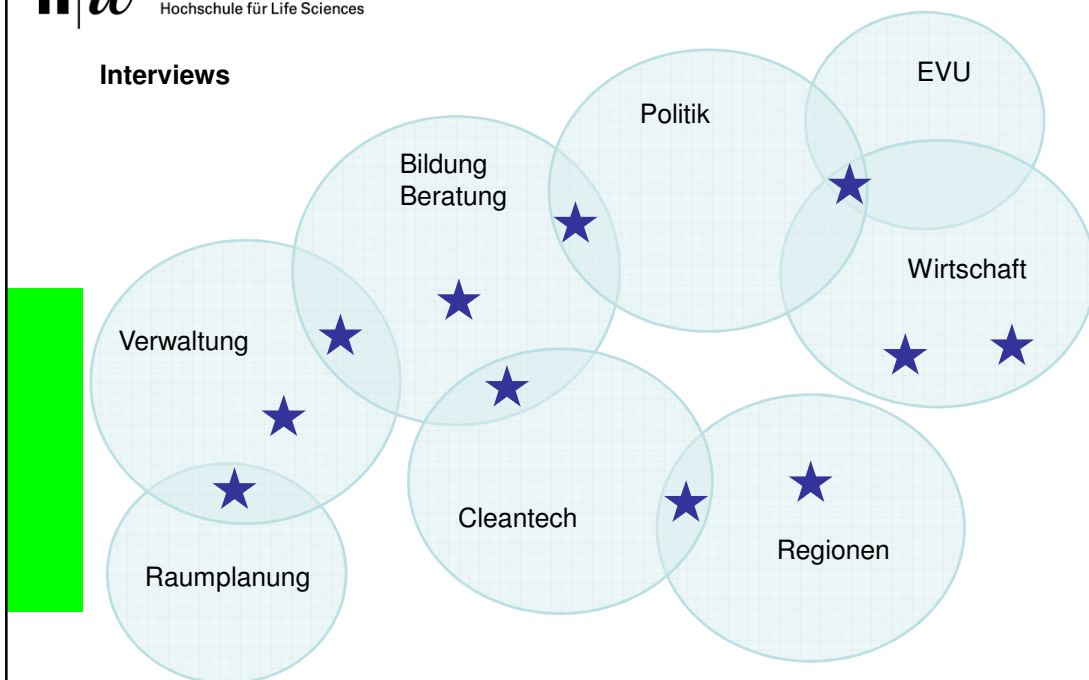 Hochschule für Life Sciences
Interviews
EVU
Politik
Bildung
Beratung
Wirtschaft
Verwaltung
Cleantech
Regionen
Raumplanung